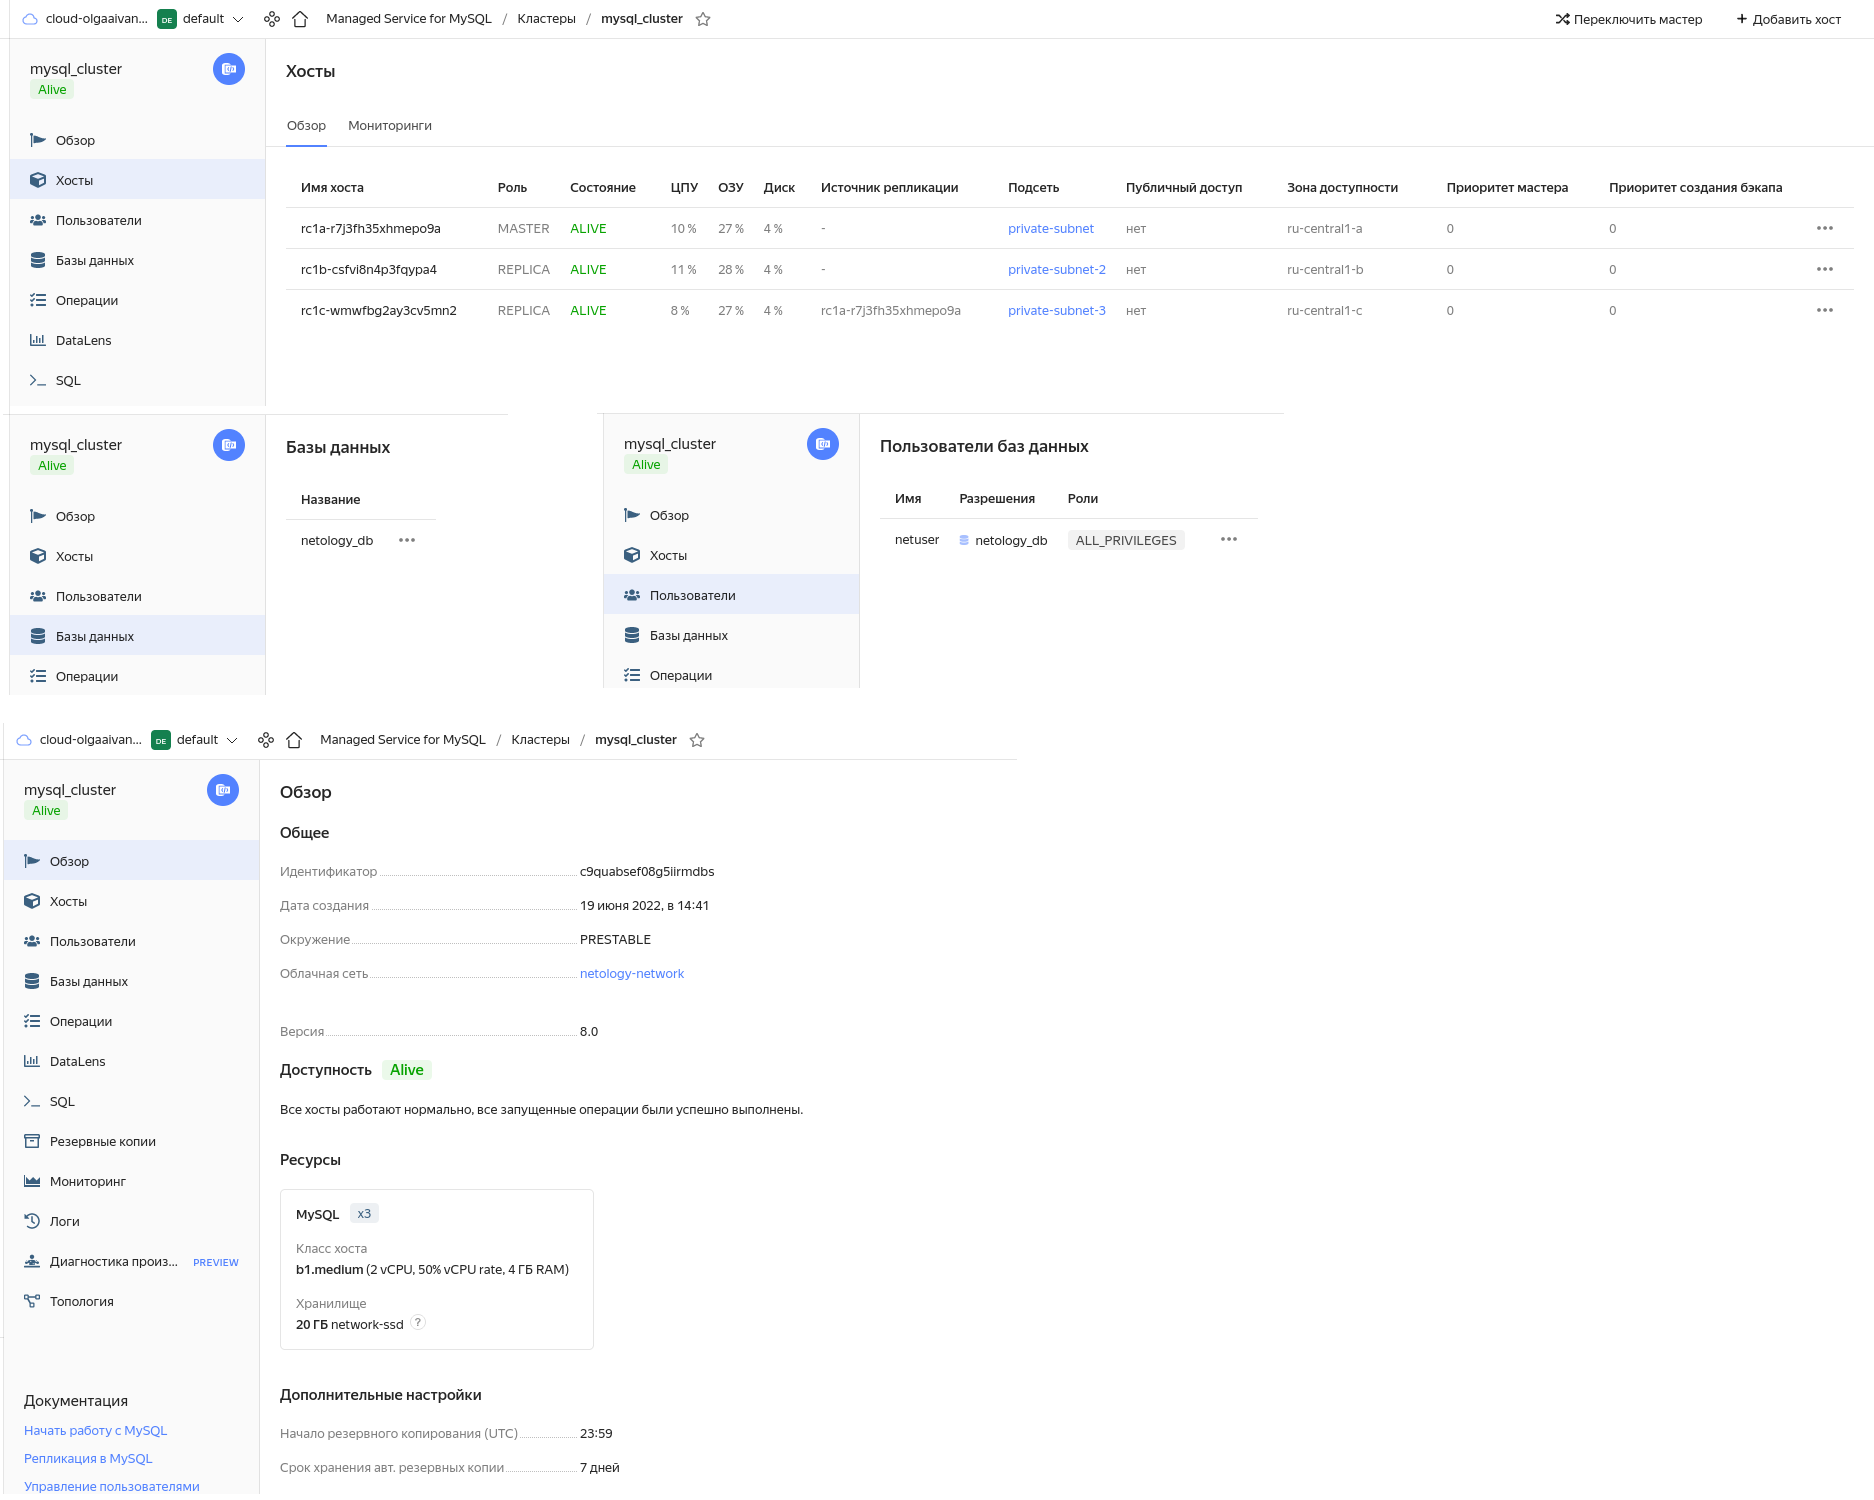 cloud-olgaaivan... DE default Managed Service for MySQL / Кластеры / mysql_cluster Переключить мастер + Добавить хост
mysql_cluster
Alive
Обзор
Хосты
Пользователи
Базы данных
Операции
DataLens
SQL
Хосты
Обзор Мониторинги
Имя хоста Роль Состояние ЦПУ ОЗУ Диск Источник репликации Подсеть Публичный доступ Зона доступности Приоритет мастера Приоритет создания бэкапа
rc1a-r7j3fh35xhmepo9a MASTER ALIVE 10 % 27 % 4 % - private-subnet нет ru-central1-a 0 0
rc1b-csfvi8n4p3fqypa4 REPLICA ALIVE 11 % 28 % 4 % - private-subnet-2 нет ru-central1-b 0 0
rc1c-wmwfbg2ay3cv5mn2 REPLICA ALIVE 8 % 27 % 4 % rc1a-r7j3fh35xhmepo9a private-subnet-3 нет ru-central1-c 0 0
mysql_cluster
Alive
Обзор
Хосты
Пользователи
Базы данных
Операции
Базы данных
Название
netology_db
mysql_cluster
Alive
Обзор
Хосты
Пользователи
Базы данных
Операции
Пользователи баз данных
Имя Разрешения Роли
netuser netology_db ALL_PRIVILEGES
cloud-olgaaivan... DE default Managed Service for MySQL / Кластеры / mysql_cluster
mysql_cluster
Alive
Обзор
Хосты
Пользователи
Базы данных
Операции
DataLens
SQL
Резервные копии
Мониторинг
Логи
Диагностика произ... PREVIEW
Топология
Документация
Начать работу с MySQL
Репликация в MySQL
Управление пользователями
Обзор
Общее
Идентификатор c9quabsef08g5iirmdbs
Дата создания 19 июня 2022, в 14:41
Окружение PRESTABLE
Облачная сеть netology-network
Версия 8.0
Доступность Alive
Все хосты работают нормально, все запущенные операции были успешно выполнены.
Ресурсы
MySQL x3
Класс хоста
b1.medium (2 vCPU, 50% vCPU rate, 4 ГБ RAM)
Хранилище
20 ГБ network-ssd ?
Дополнительные настройки
Начало резервного копирования (UTC) 23:59
Срок хранения авт. резервных копии 7 дней